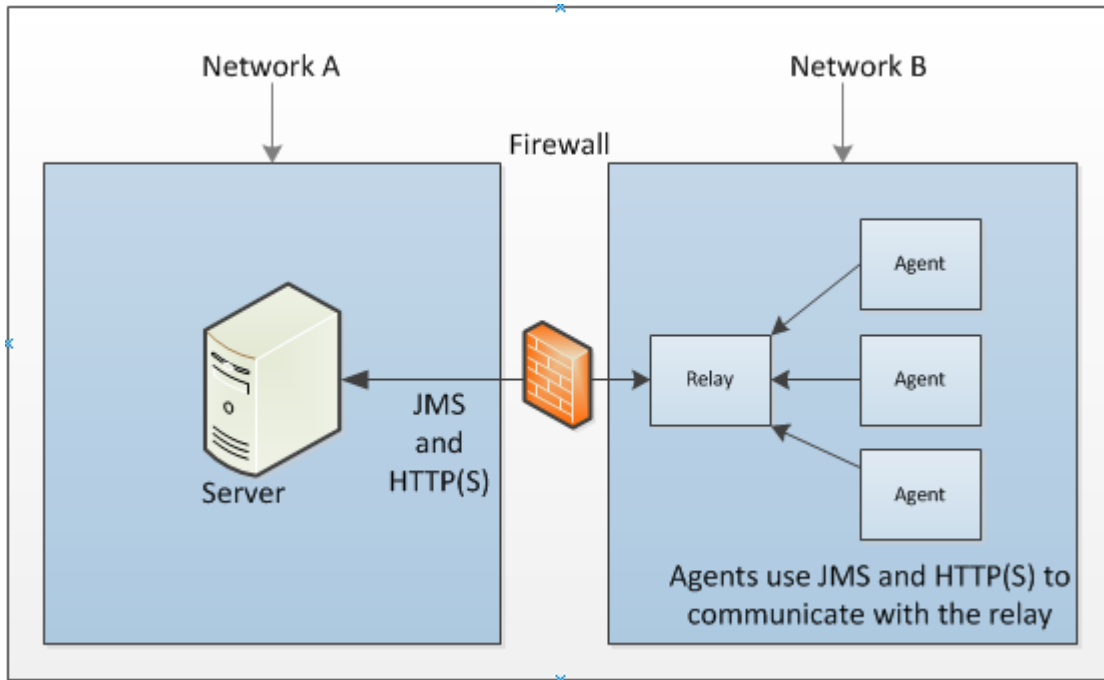 Network A
Network B
Firewall
Agent
Relay
Agent
Agent
JMS
and
HTTP(S)
Server
Agents use JMS and HTTP(S) to
communicate with the relay